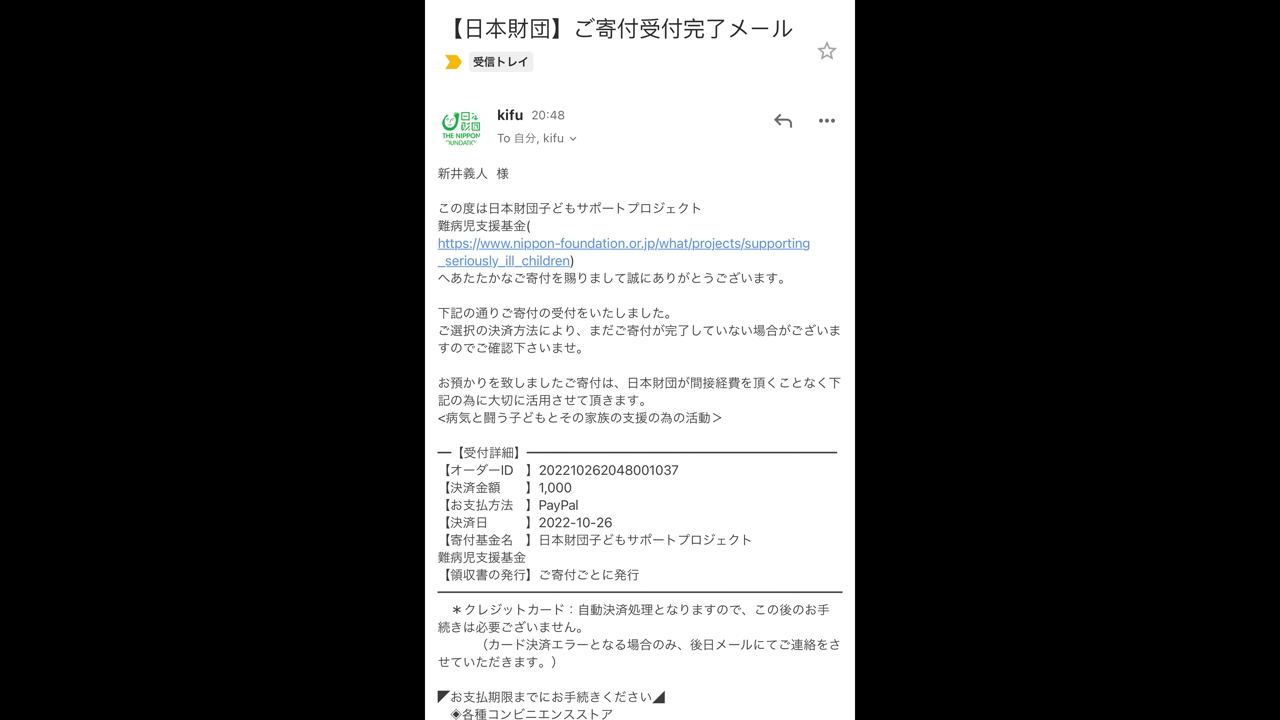 【日本財団】ご寄付受付完了メール
受信トレイ
kifu 20:48
To 自分, kifu
THE NIPPON
新井義人 様
この度は日本財団子どもサポートプロジェクト
難病児支援基金(
https://www.nippon-foundation.or.jp/what/projects/supporting
_seriously_ill_children)
へあたたかなご寄付を賜りまして誠にありがとうございます。
下記の通りご寄付の受付をいたしました。
ご選択の決済方法により、まだご寄付が完了していない場合がございま
すのでご確認下さいませ。
お預かりを致しましたご寄付は、日本財団が間接経費を頂くことなく下
記の為に大切に活用させて頂きます。
<病気と闘う子どもとその家族の支援の為の活動＞
━【受付詳細】━━━━━━━━━━━━━━━━━━━━━━━━━
【オーダーID　】202210262048001037
【決済金額　　】1,000
【お支払方法　】PayPal
【決済日　　　】2022-10-26
【寄付基金名　】日本財団子どもサポートプロジェクト
難病児支援基金
【領収書の発行】ご寄付ごとに発行
━━━━━━━━━━━━━━━━━━━━━━━━━━━━━━━━
＊クレジットカード：自動決済処理となりますので、この後のお手
続きは必要ございません。
（カード決済エラーとなる場合のみ、後日メールにてご連絡をさ
せていただきます。）
◤お支払期限までにお手続きください◢
◈各種コンビニエンスストア